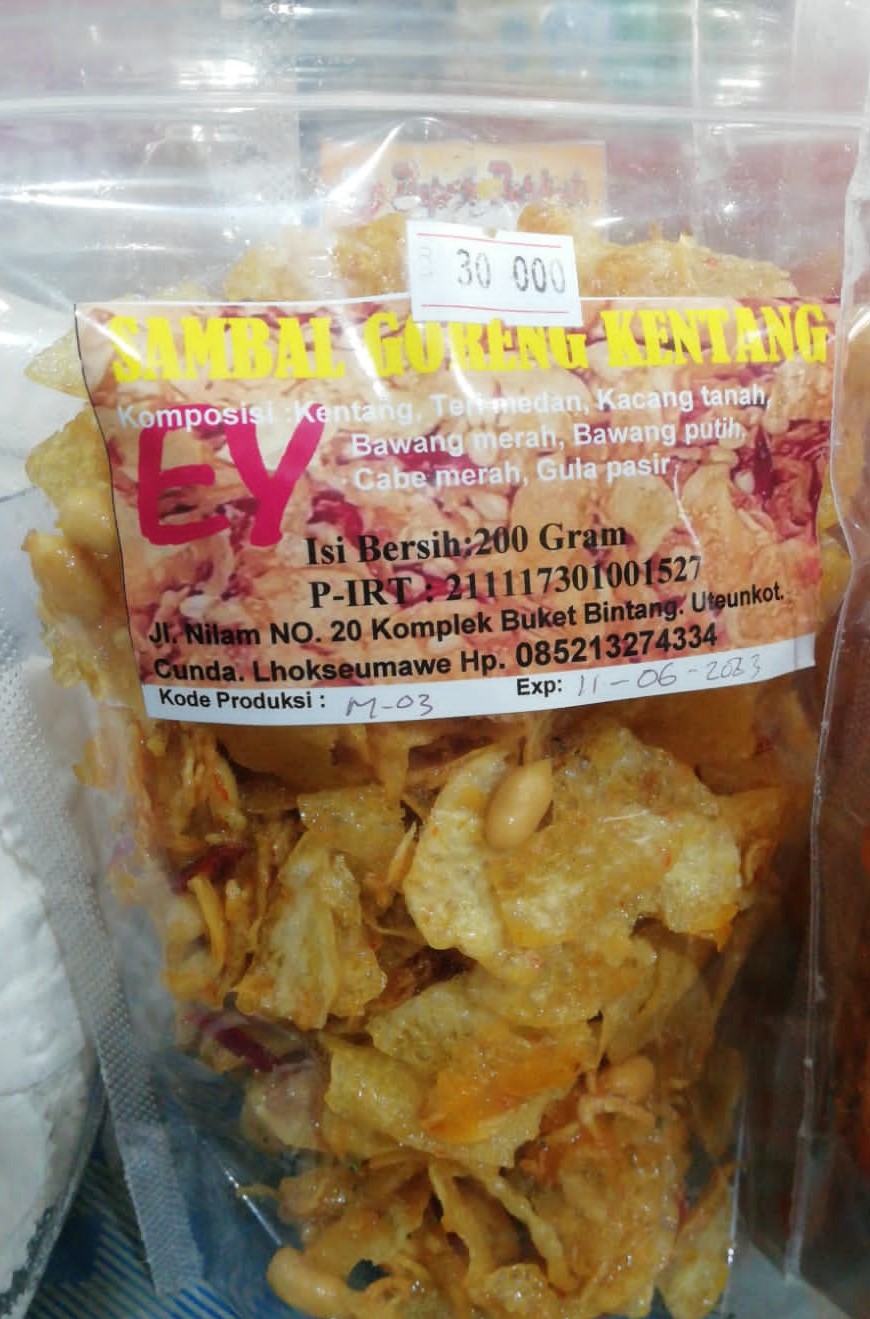 30 000
SAMBAL GORENG KENTANG
Komposisi :Kentang, Teri medan, Kacang tanah,
Bawang merah, Bawang putih,
Cabe merah, Gula pasir
EY
Isi Bersih:200 Gram
P-IRT : 211117301001527
Jl. Nilam NO. 20 Komplek Buket Bintang. Uteunkot.
Cunda. Lhokseumawe Hp. 085213274334
Kode Produksi : M-03 Exp: 11-06-2023